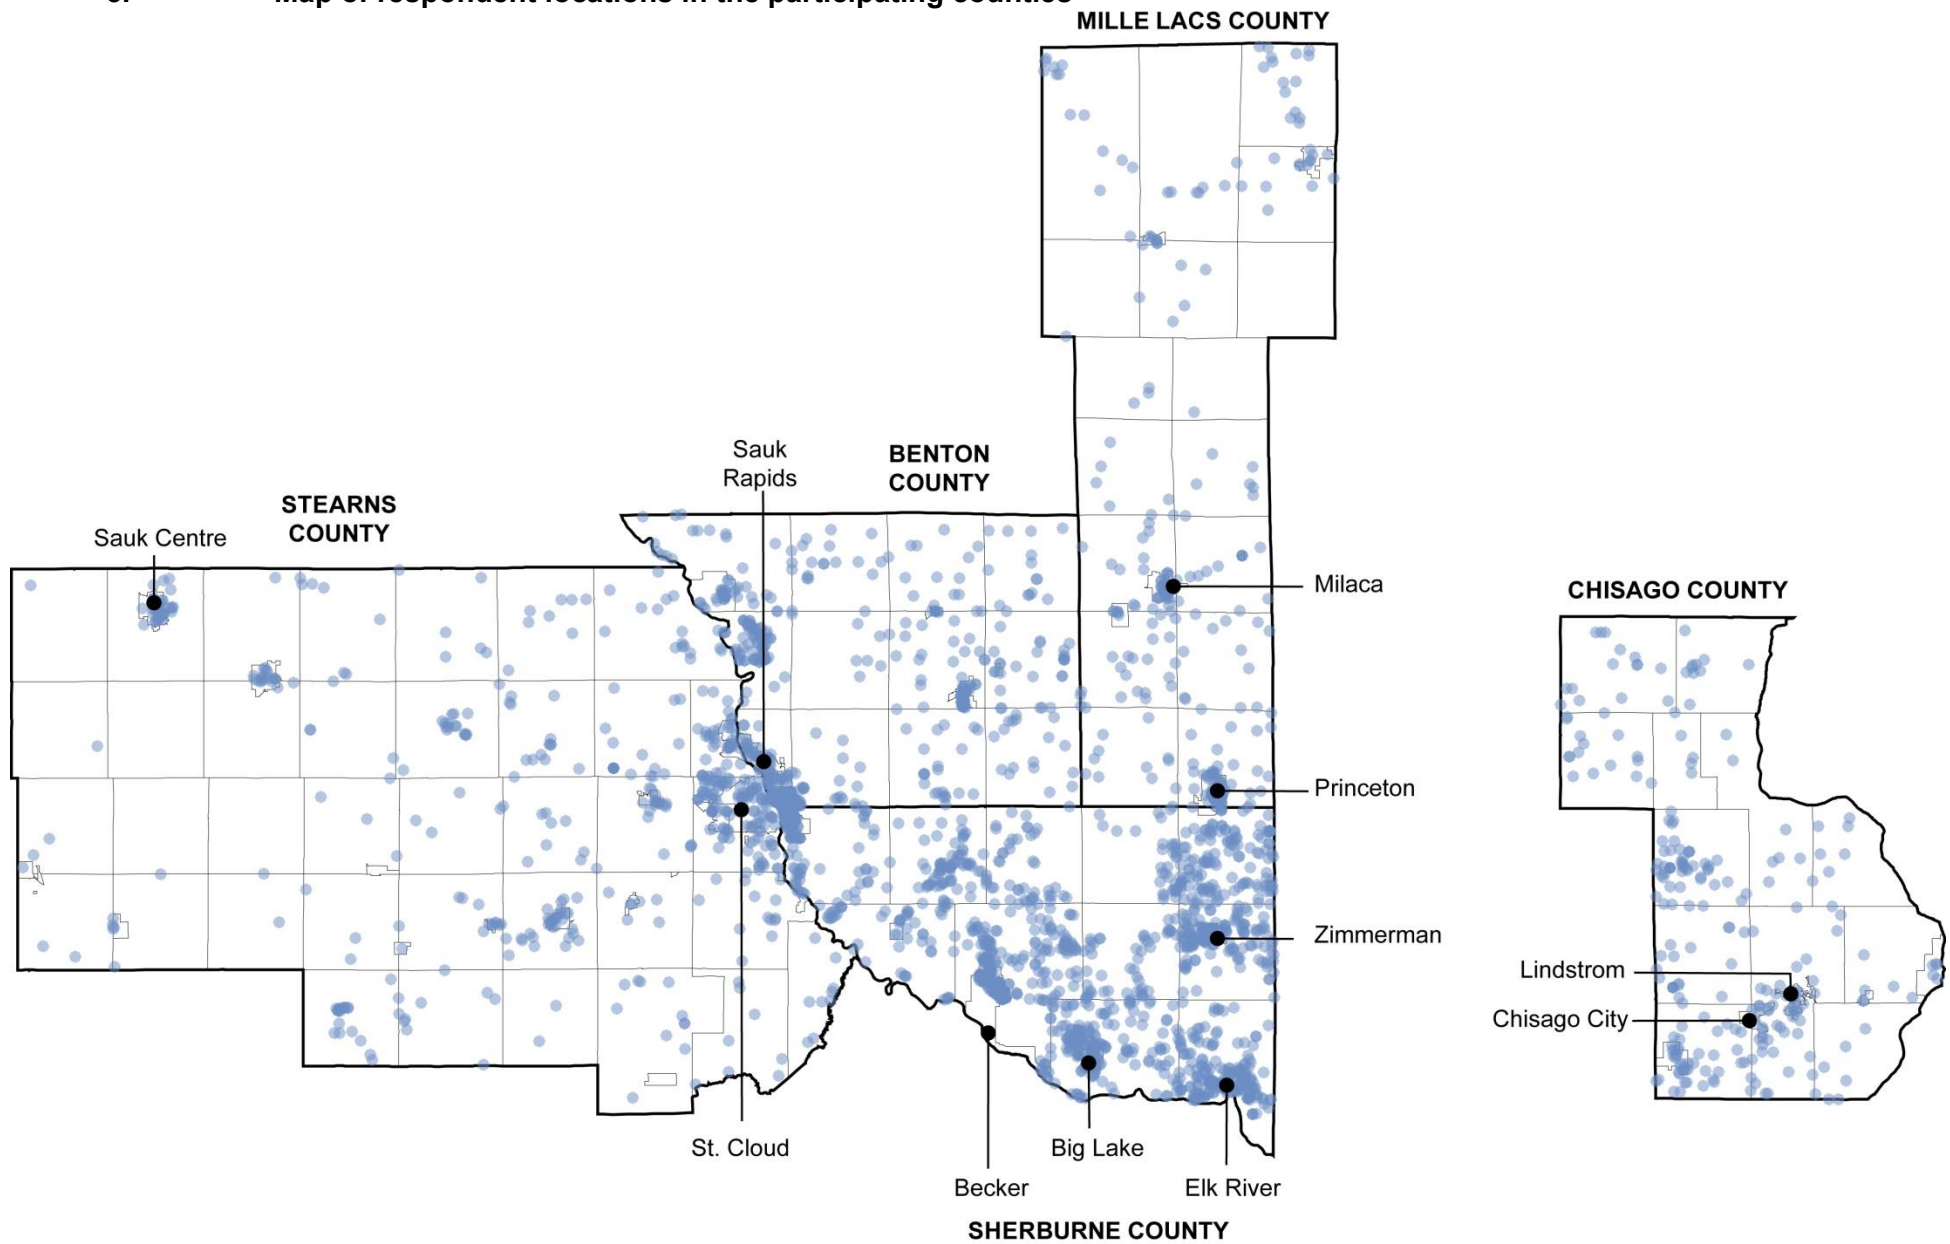 Map of respondent locations in the participating counties
MILLE LACS COUNTY
Sauk
Rapids
BENTON
COUNTY
STEARNS
COUNTY
Sauk Centre
Milaca
CHISAGO COUNTY
Princeton
Zimmerman
Lindstrom
Chisago City
St. Cloud
Big Lake
Becker
Elk River
SHERBURNE COUNTY